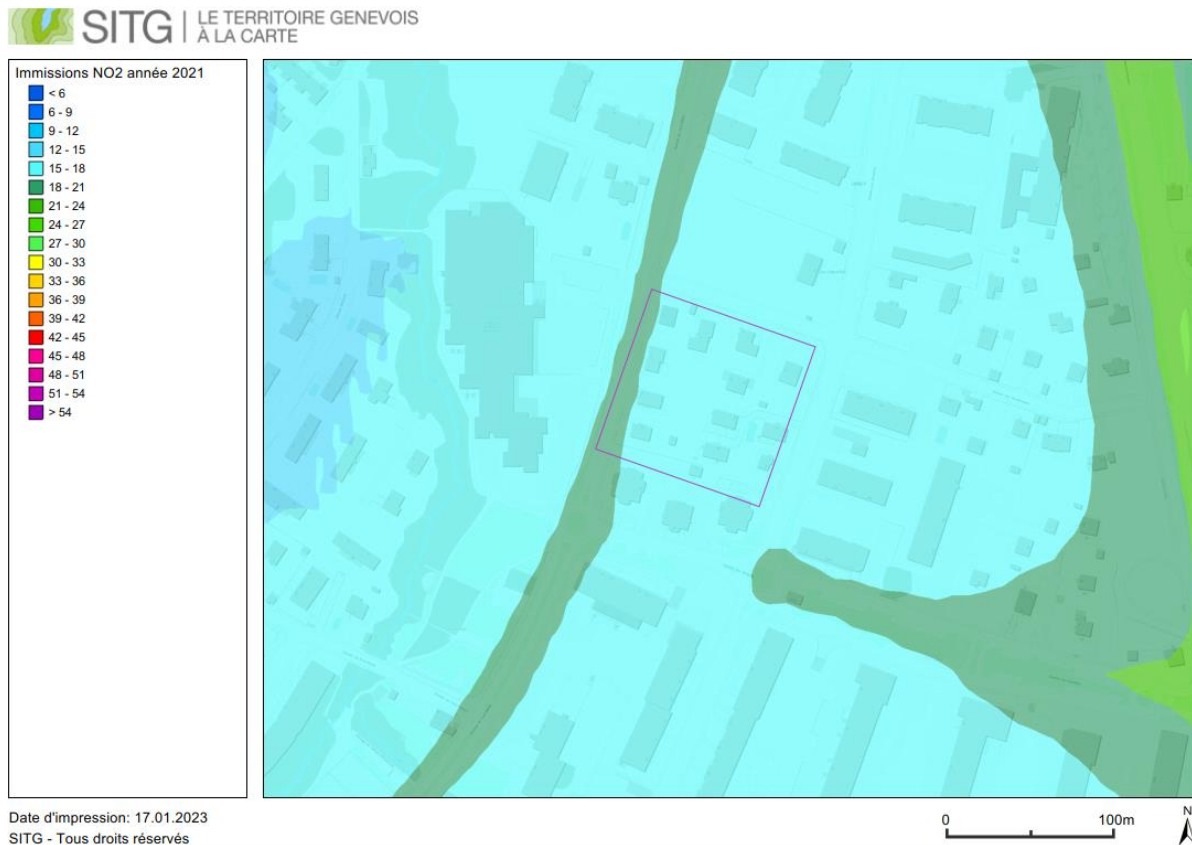 SITG
LE TERRITOIRE GENEVOIS
À LA CARTE
Immissions NO2 année 2021
< 6
6 - 9
9 - 12
12 - 15
15 - 18
18 - 21
21 - 24
24 - 27
27 - 30
30 - 33
33 - 36
36 - 39
39 - 42
42 - 45
45 - 48
48 - 51
51 - 54
> 54
Date d'impression: 17.01.2023
SITG - Tous droits réservés
0 100m
N